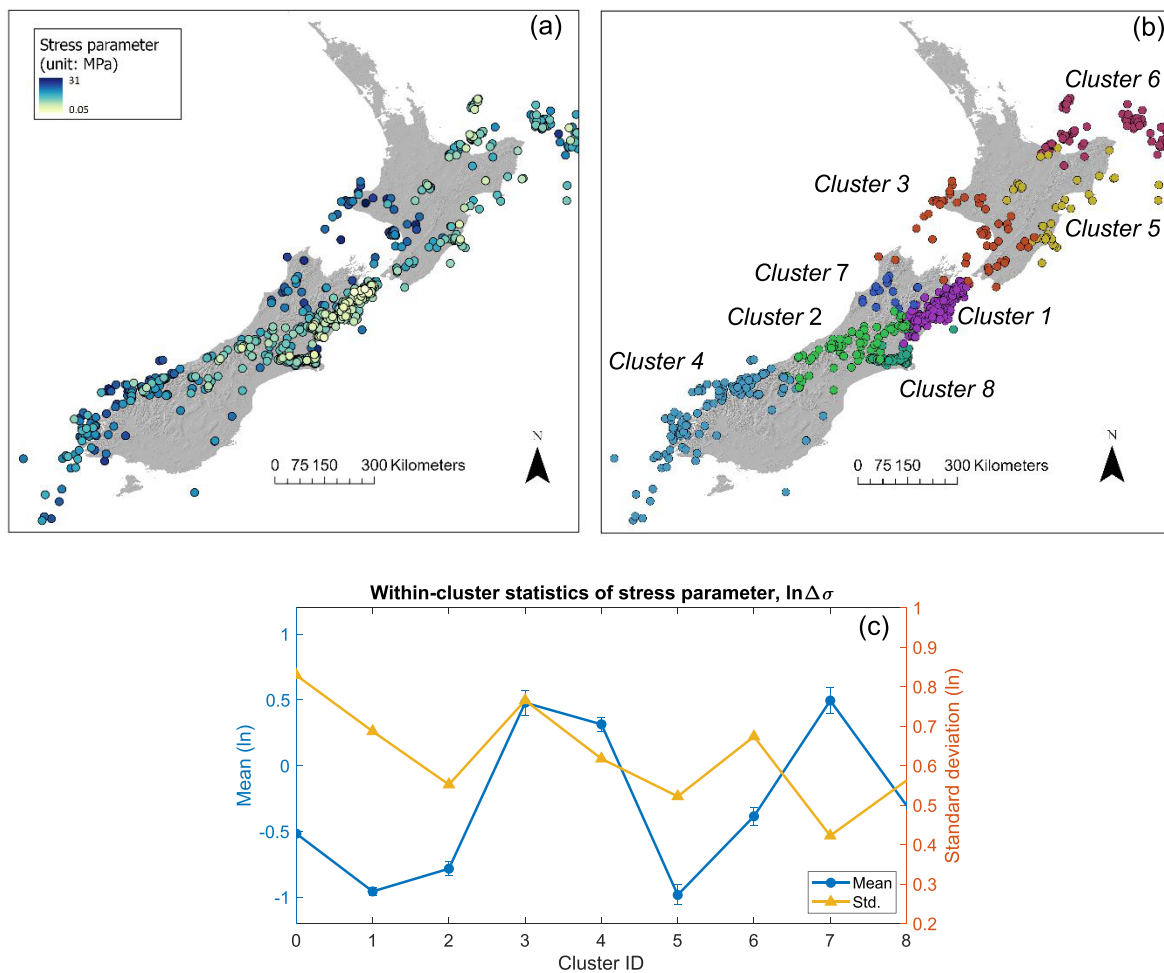 (a)
Stress parameter
(unit: MPa)
31
0.05
N
0 75 150 300 Kilometers
(b)
Cluster 6
Cluster 3
Cluster 5
Cluster 7
Cluster 2
Cluster 1
Cluster 4
Cluster 8
N
0 75 150 300 Kilometers
Within-cluster statistics of stress parameter, ln Δ σ
(c)
Mean (ln)
1
0.5
0
-0.5
-1
1
0.9
0.8
0.7
0.6
0.5
0.4
0.3
0.2
Standard deviation (ln)
Mean
Std.
0 1 2 3 4 5 6 7 8
Cluster ID